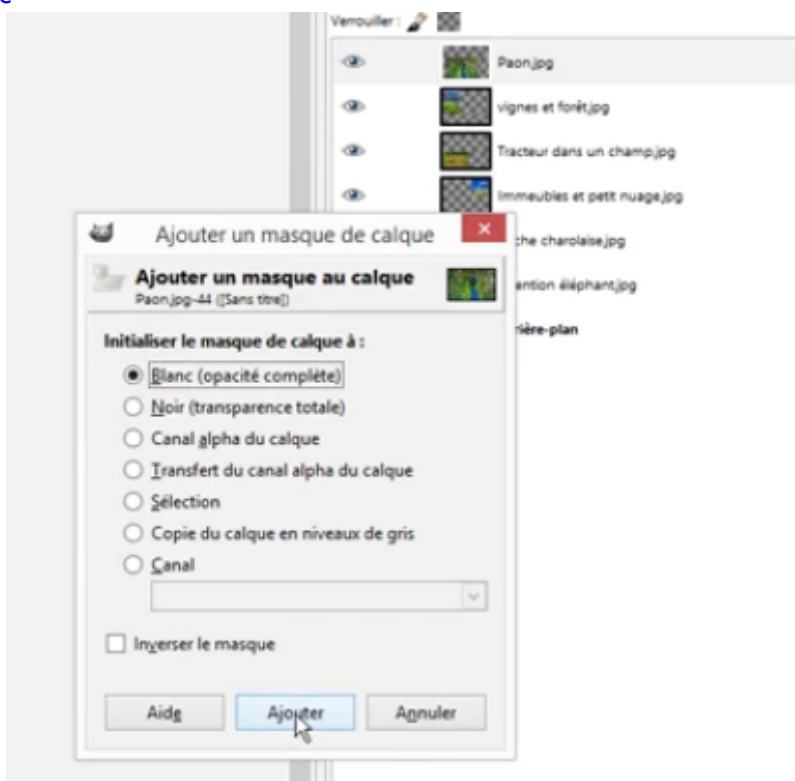 Verrouiller :
Paon.jpg
vignes et forêt.jpg
Tracteur dans un champ.jpg
Immeubles et petit nuage.jpg
Ajouter un masque de calque
che charolaise.jpg
Ajouter un masque au calque
ention éléphant.jpg
Paon.jpg-44 ([Sans titre])
rière-plan
Initialiser le masque de calque à :
Blanc (opacité complète)
Noir (transparence totale)
Canal alpha du calque
Transfert du canal alpha du calque
Sélection
Copie du calque en niveaux de gris
Canal
Inverser le masque
Aide
Ajouter
Annuler